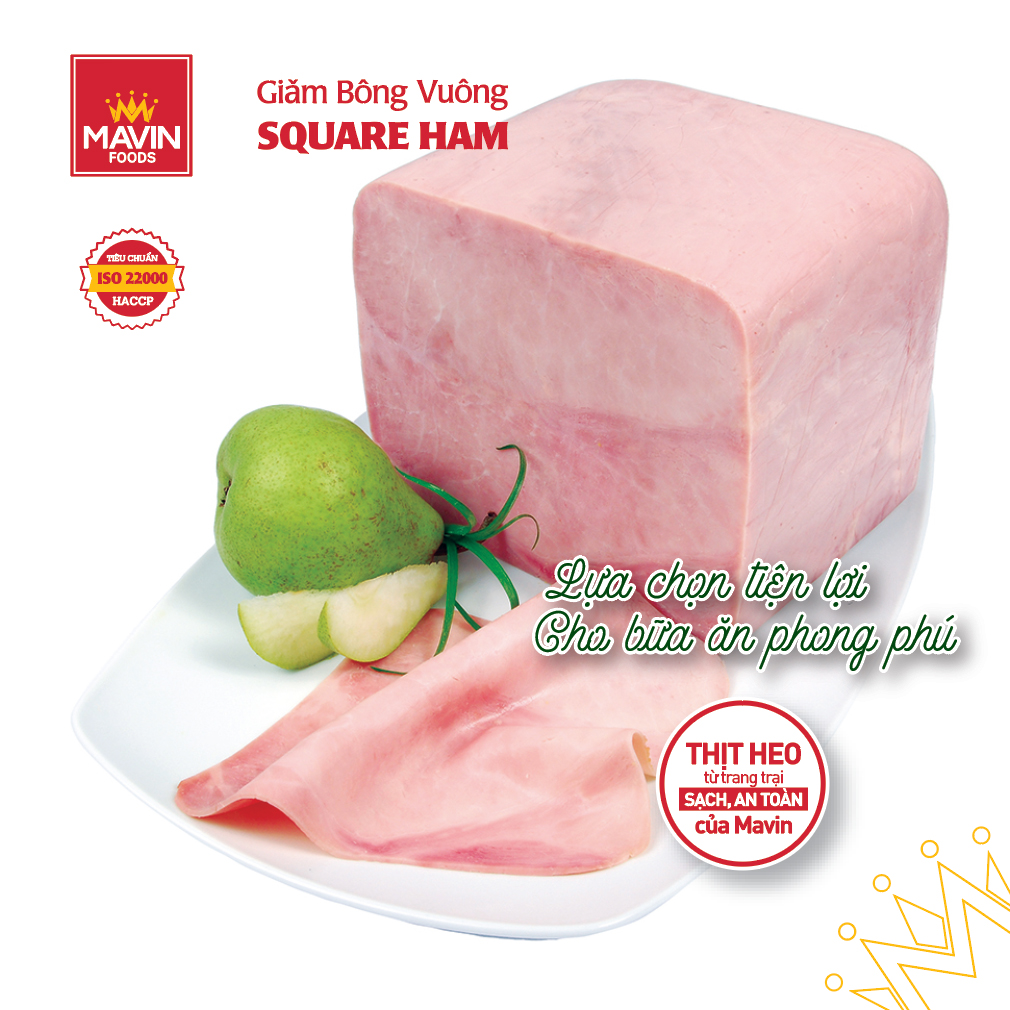 MAVIN
FOODS
Giăm Bông Vuông
SQUARE HAM
TIÊU CHUẨN
ISO 22000
HACCP
Lựa chọn tiện lợi
Cho bữa ăn phong phú
THỊT HEO
từ trang trại
SẠCH, AN TOÀN
của Mavin